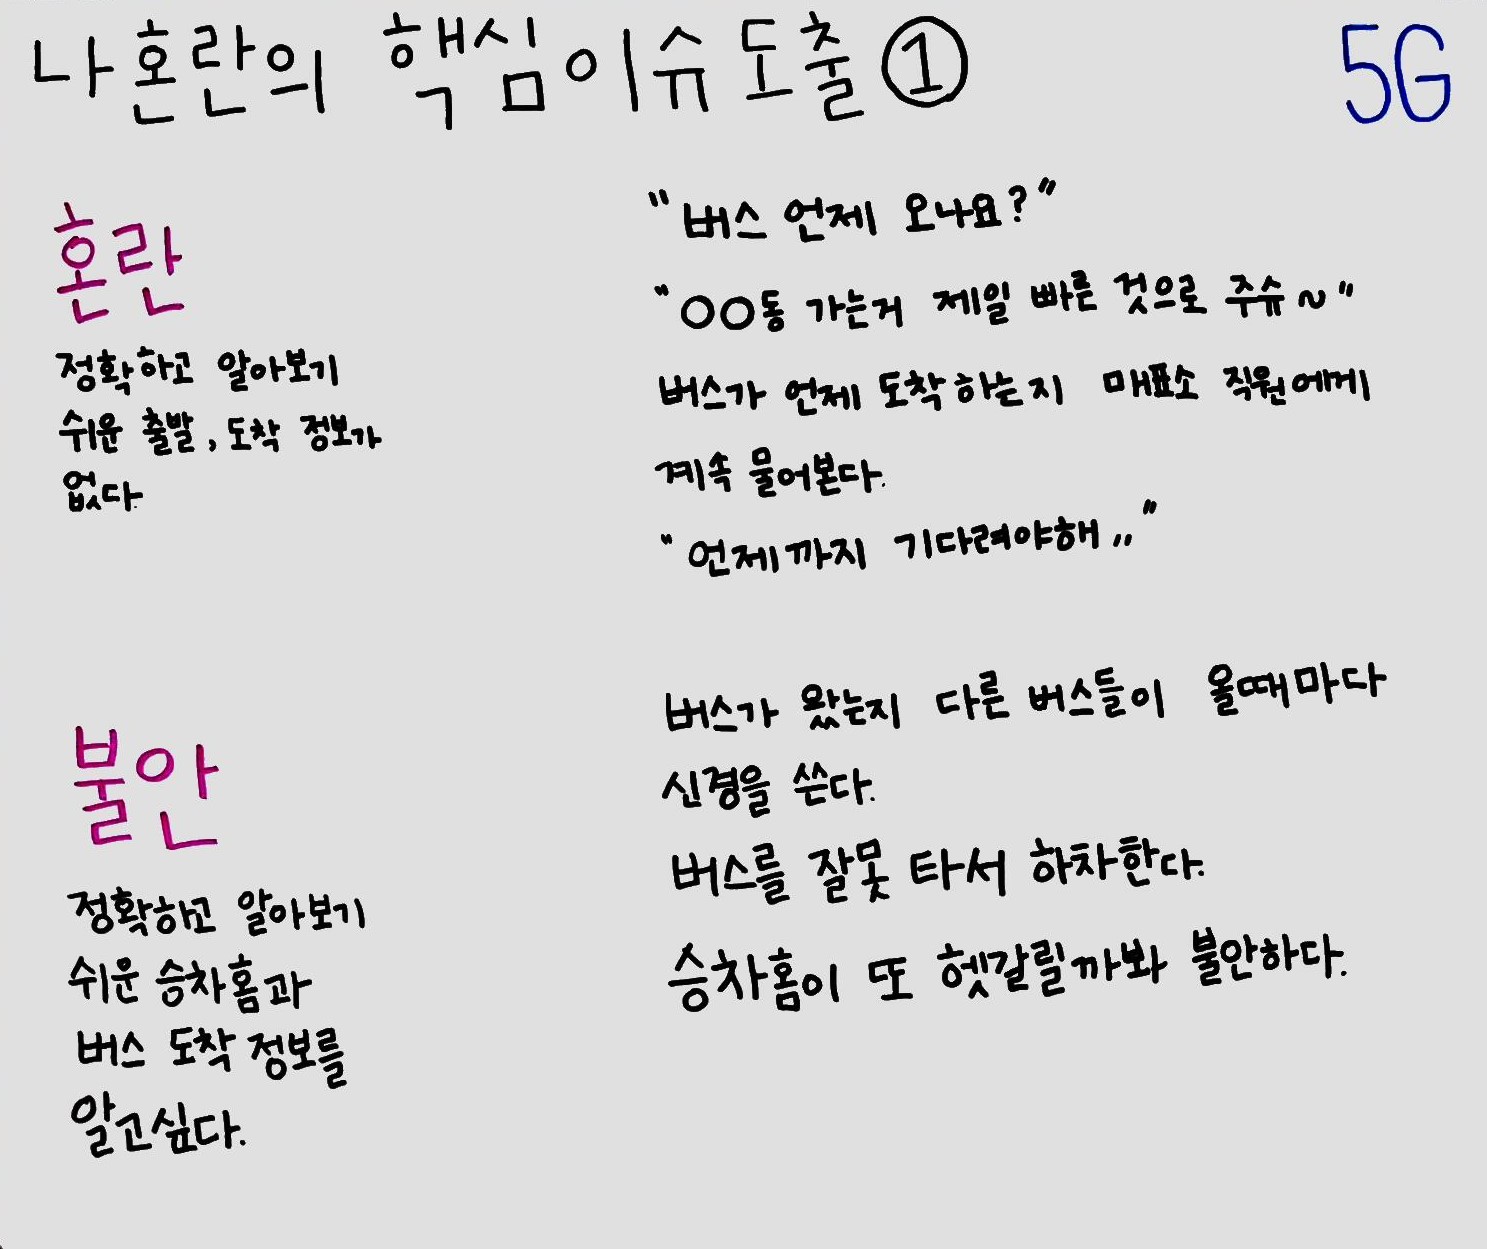 나혼란의 핵심이슈도출①
5G
혼란
정확하고 알아보기
쉬운 출발, 도착 정보가
없다.
"버스 언제 오나요?"
"○○동 가는거 제일 빠른 것으로 주슈~"
버스가 언제 도착하는지 매표소 직원에게
계속 물어본다.
"언제까지 기다려야해.."
불안
정확하고 알아보기
쉬운 승차홈과
버스 도착 정보를
알고싶다.
버스가 왔는지 다른 버스들이 올때마다
신경을 쓴다.
버스를 잘못 타서 하차한다.
승차홈이 또 헷갈릴까봐 불안하다.